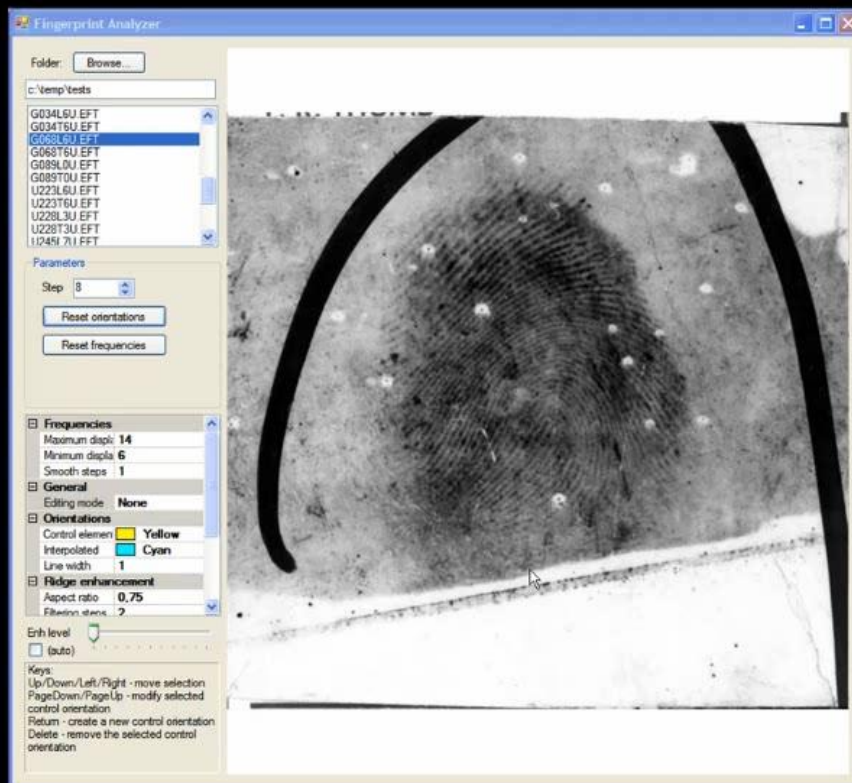 Fingerprint Analyzer
Folder: Browse...
c:\temp\tests
G034L6U.EFT
G034T6U.EFT
G068L6U.EFT
G068T6U.EFT
G089L0U.EFT
G089T0U.EFT
U223L6U.EFT
U223T6U.EFT
U228L3U.EFT
U228T3U.EFT
U245L7U.EFT
Parameters
Step 8
Reset orientations
Reset frequencies
Frequencies
Maximum displ 14
Minimum displa 6
Smooth steps 1
General
Editing mode None
Orientations
Control elemen Yellow
Interpolated Cyan
Line width 1
Ridge enhancement
Aspect ratio 0,75
Filtering steps 2
Enh level
(auto)
Keys:
Up/Down/Left/Right - move selection
PageDown/PageUp - modify selected
control orientation
Return - create a new control orientation
Delete - remove the selected control
orientation